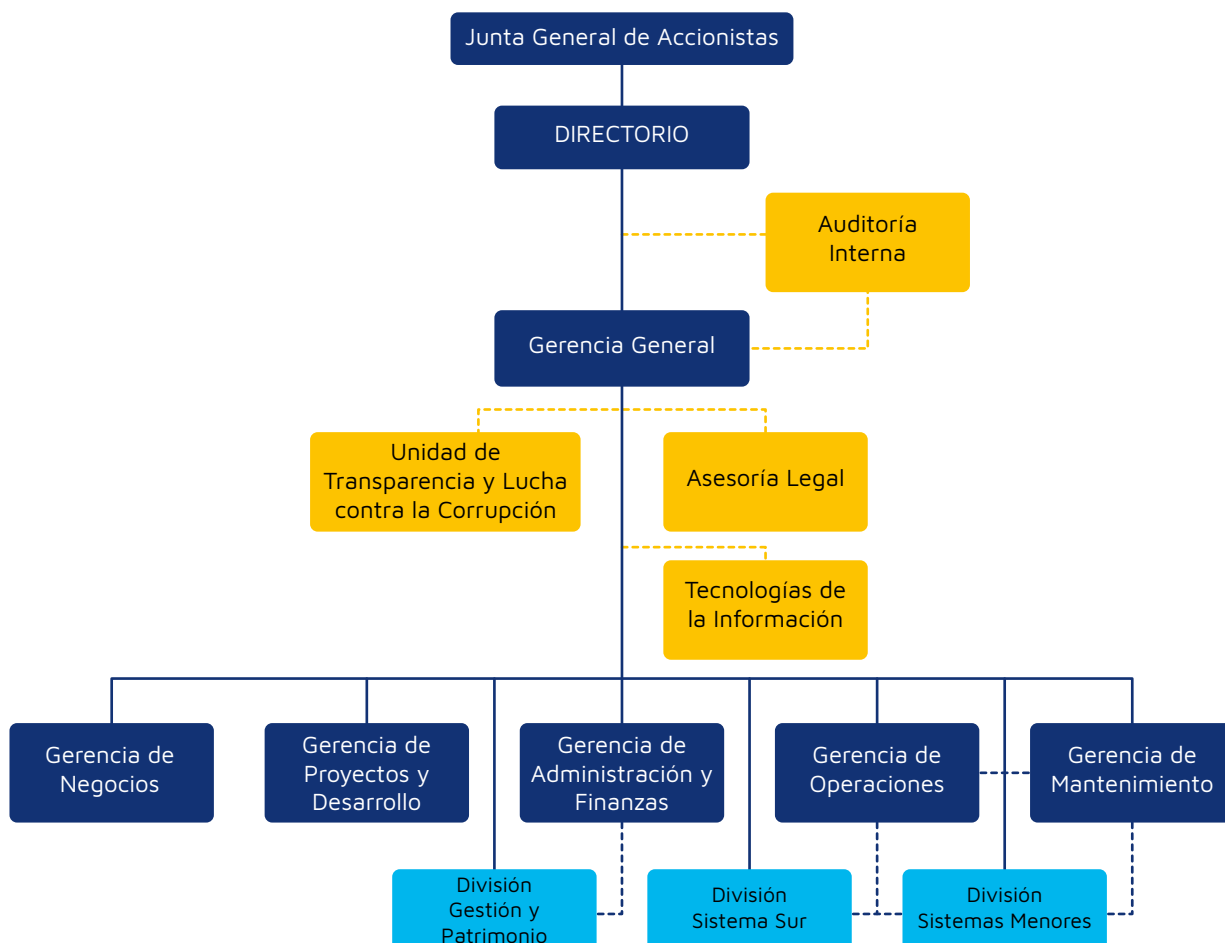 Junta General de Accionistas
DIRECTORIO
Auditoría
Interna
Gerencia General
Unidad de
Transparencia y Lucha
contra la Corrupción
Asesoría Legal
Tecnologías de
la Información
Gerencia de
Negocios
Gerencia de
Proyectos y
Desarrollo
Gerencia de
Administración y
Finanzas
Gerencia de
Operaciones
Gerencia de
Mantenimiento
División
Gestión y
Patrimonio
División
Sistema Sur
División
Sistemas Menores